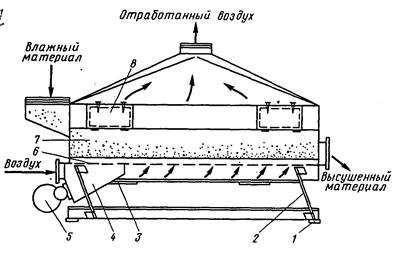 Отработанный воздух
Влажный
материал
8
7
6
Воздух
Высушенный
материал
5
4
3
2
1